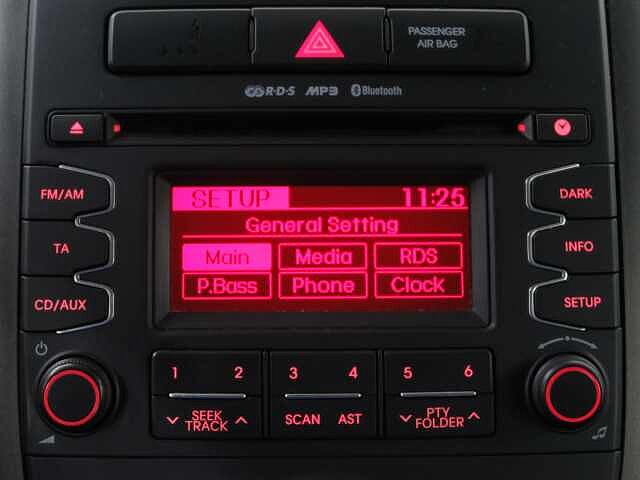 PASSENGER
AIR BAG
R·D·S MP3 Bluetooth
FM/AM
TA
CD/AUX
SETUP 11:25
General Setting
Main Media RDS
P.Bass Phone Clock
DARK
INFO
SETUP
1 2 3 4 5 6
SEEK
TRACK
SCAN AST
PTY
FOLDER